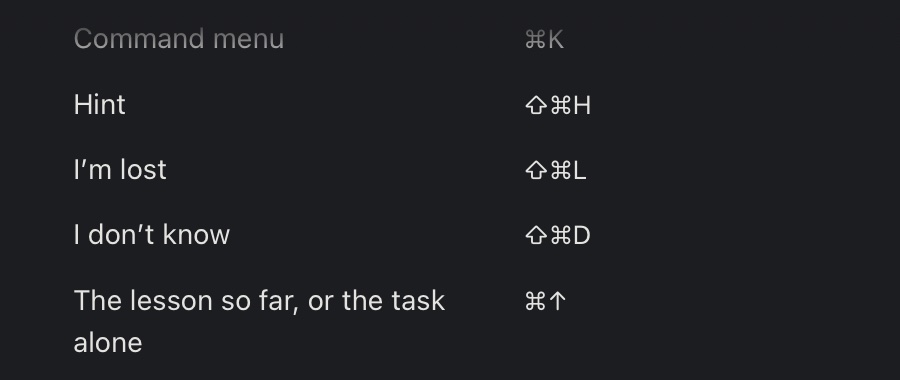 Command menu ⌘K
Hint ⇧⌘H
I’m lost ⇧⌘L
I don’t know ⇧⌘D
The lesson so far, or the task ⌘↑
alone